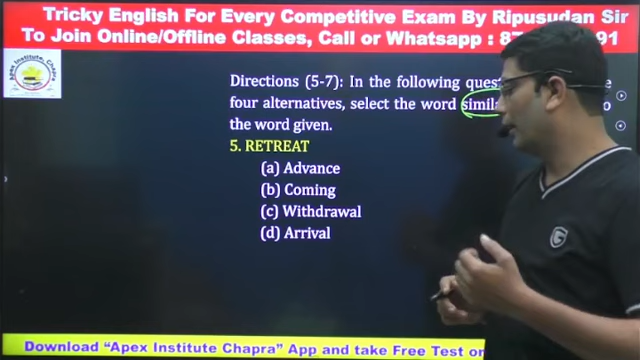 Tricky English For Every Competitive Exam By Ripusudan Sir
To Join Online/Offline Classes, Call or Whatsapp : 87 91
Apex Institute, Chapra
Directions (5-7): In the following
four alternatives, select the word
the word given.
5. RETREAT
(a) Advance
(b) Coming
(c) Withdrawal
(d) Arrival
G
Download “Apex Institute Chapra” App and take Free Test